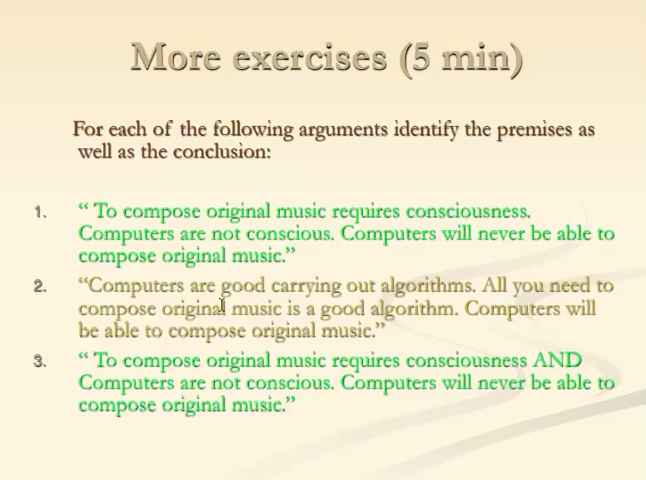 More exercises (5 min)
For each of the following arguments identify the premises as
well as the conclusion:
1. “ To compose original music requires consciousness.
Computers are not conscious. Computers will never be able to
compose original music.”
2. “Computers are good carrying out algorithms. All you need to
compose original music is a good algorithm. Computers will
be able to compose original music.”
3. “ To compose original music requires consciousness AND
Computers are not conscious. Computers will never be able to
compose original music.”